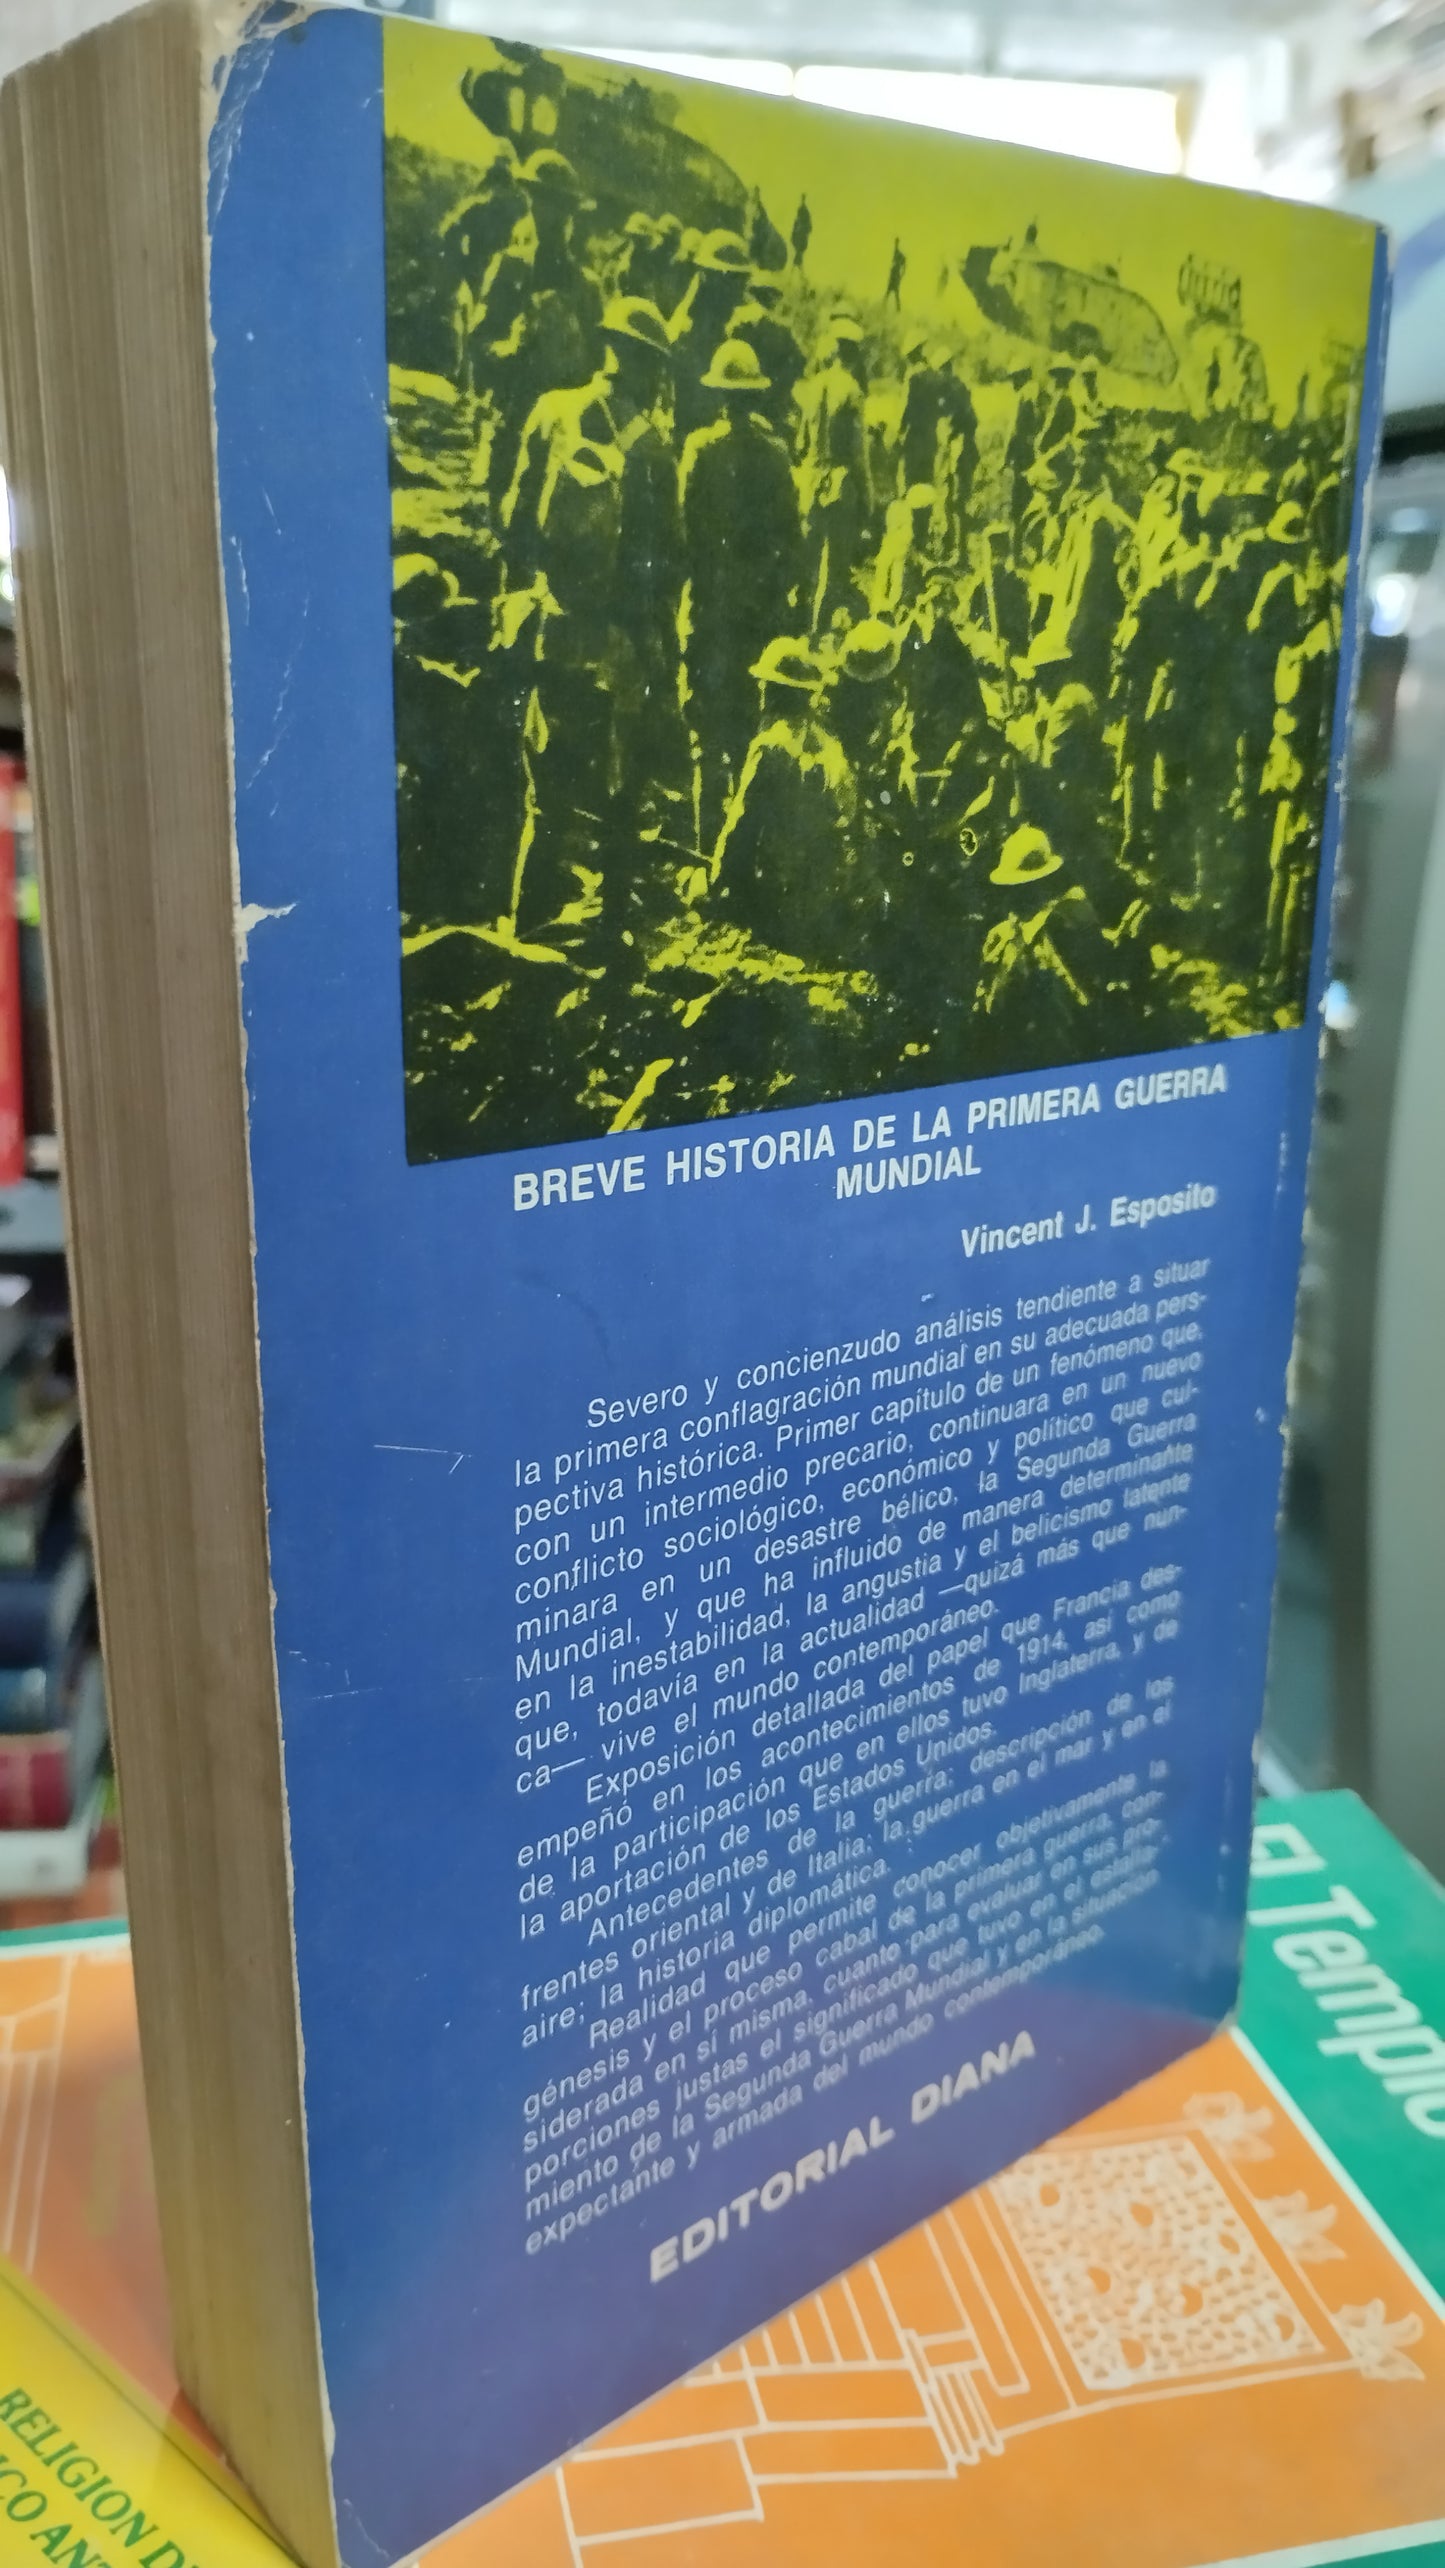 BREVE HISTORIA DE LA PRIMERA GUERRA
MUNDIAL
Vincent J. Esposito
Severo y concienzudo análisis tendiente a situar
la primera conflagración mundial en su adecuada pers-
pectiva histórica. Primer capítulo de un fenómeno que,
con un intermedio precario, continuara en un nuevo
conflicto sociológico, económico y político que cul-
minara en un desastre bélico, la Segunda Guerra
Mundial, y que ha influido de manera determinante
en la inestabilidad, la angustia y el belicismo latente
que, todavía en la actualidad —quizá más que nun-
ca— vive el mundo contemporáneo.
Exposición detallada del papel que Francia des-
empeñó en los acontecimientos de 1914, así como
de la participación que en ellos tuvo Inglaterra, y de
la aportación de los Estados Unidos.
Antecedentes de la guerra; descripción de los
frentes oriental y de Italia; la guerra en el mar y en el
aire; la historia diplomática.
Realidad que permite conocer objetivamente la
génesis y el proceso cabal de la primera guerra, con-
siderada en sí misma, cuanto para evaluar en sus pro-
porciones justas el significado que tuvo en el estalla-
miento de la Segunda Guerra Mundial y en la situación
expectante y armada del mundo contemporáneo.
EDITORIAL DIANA
El Templo
RELIGION D
ICO ANT